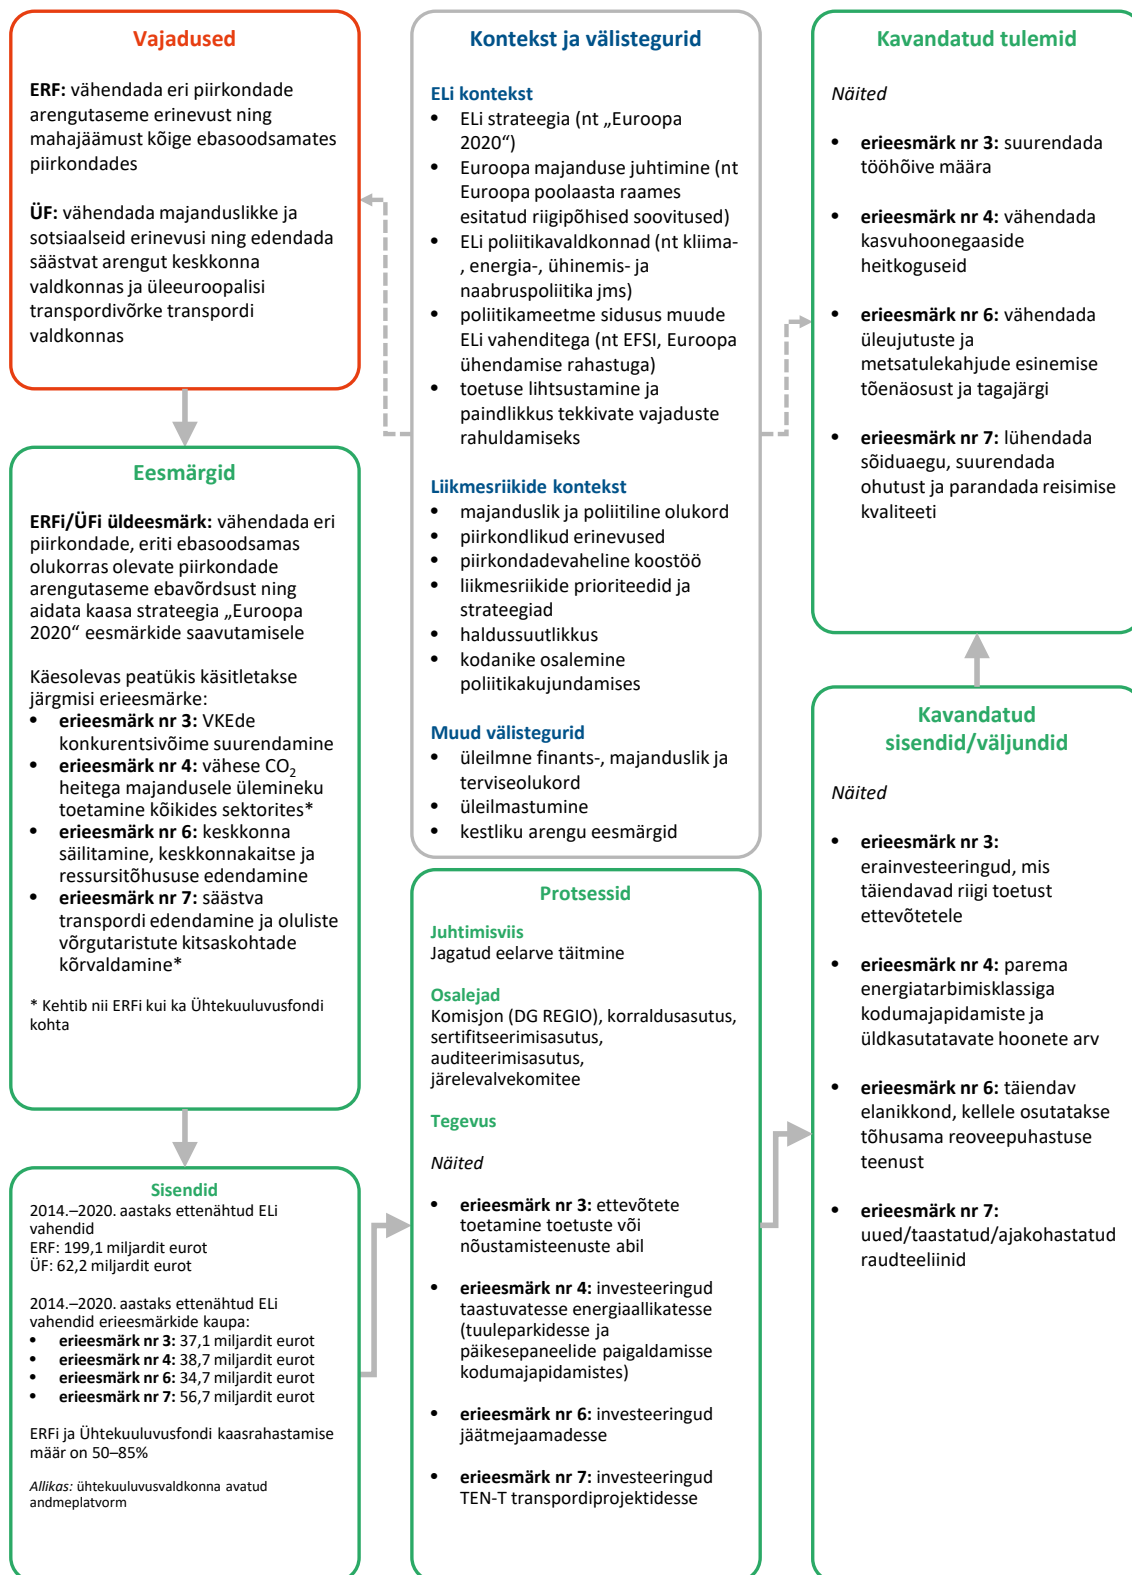 Vajadused
ERF: vähendada eri piirkondade
arengutaseme erinevust ning
mahajäämust kõige ebasoodsamates
piirkondades
ÜF: vähendada majanduslikke ja
sotsiaalseid erinevusi ning edendada
säästvat arengut keskkonna
valdkonnas ja üleeuroopalisi
transpordivõrke transpordi
valdkonnas
Eesmärgid
ERFi/ÜFi üldeesmärk: vähendada eri
piirkondade, eriti ebasoodsamas
olukorras olevate piirkondade
arengutaseme ebavõrdsust ning
aidata kaasa strateegia „Euroopa
2020“ eesmärkide saavutamisele
Käesolevas peatükis käsitletakse
järgmisi erieesmärke:
• erieesmärk nr 3: VKEde
konkurentsivõime suurendamine
• erieesmärk nr 4: vähese CO₂
heitega majandusele ülemineku
toetamine kõikides sektorites*
• erieesmärk nr 6: keskkonna
säilitamine, keskkonnakaitse ja
ressursitõhususe edendamine
• erieesmärk nr 7: säästva
transpordi edendamine ja oluliste
võrgutaristute kitsaskohtade
kõrvaldamine*
* Kehtib nii ERFi kui ka Ühtekuuluvusfondi
kohta
Sisendid
2014.–2020. aastaks ettenähtud ELi
vahendid
ERF: 199,1 miljardit eurot
ÜF: 62,2 miljardit eurot
2014.–2020. aastaks ettenähtud ELi
vahendid erieesmärkide kaupa:
• erieesmärk nr 3: 37,1 miljardit eurot
• erieesmärk nr 4: 38,7 miljardit eurot
• erieesmärk nr 6: 34,7 miljardit eurot
• erieesmärk nr 7: 56,7 miljardit eurot
ERFi ja Ühtekuuluvusfondi kaasrahastamise
määr on 50–85%
Allikas: ühtekuuluvusvaldkonna avatud
andmeplatvorm
Kontekst ja välistegurid
ELi kontekst
• ELi strateegia (nt „Euroopa
2020“)
• Euroopa majanduse juhtimine (nt
Euroopa poolaasta raames
esitatud riigipõhised soovitused)
• ELi poliitikavaldkonnad (nt kliima-
, energia-, ühinemis- ja
naabruspoliitika jms)
• poliitikameetme sidusus muude
ELi vahenditega (nt EFSI, Euroopa
ühendamise rahastuga)
• toetuse lihtsustamine ja
paindlikkus tekkivate vajaduste
rahuldamiseks
Liikmesriikide kontekst
• majanduslik ja poliitiline olukord
• piirkondlikud erinevused
• piirkondadevaheline koostöö
• liikmesriikide prioriteedid ja
strateegiad
• haldussuutlikkus
• kodanike osalemine
poliitikakujundamises
Muud välistegurid
• üleilmne finants-, majanduslik ja
terviseolukord
• üleilmastumine
• kestliku arengu eesmärgid
Protsessid
Juhtimisviis
Jagatud eelarve täitmine
Osalejad
Komisjon (DG REGIO), korraldusasutus,
sertifitseerimisasutus,
auditeerimisasutus,
järelevalvekomitee
Tegevus
Näited
• erieesmärk nr 3: ettevõtete
toetamine toetuste või
nõustamisteenuste abil
• erieesmärk nr 4: investeeringud
taastuvatesse energiaallikatesse
(tuuleparkidesse ja
päikesepaneelide paigaldamisse
kodumajapidamistes)
• erieesmärk nr 6: investeeringud
jäätmejaamadesse
• erieesmärk nr 7: investeeringud
TEN-T transpordiprojektidesse
Kavandatud tulemid
Näited
• erieesmärk nr 3: suurendada
tööhõive määra
• erieesmärk nr 4: vähendada
kasvuhoonegaaside
heitkoguseid
• erieesmärk nr 6: vähendada
üleujutuste ja
metsatulekahjude esinemise
tõenäosust ja tagajärgi
• erieesmärk nr 7: lühendada
sõiduaegu, suurendada
ohutust ja parandada reisimise
kvaliteeti
Kavandatud
sisendid/väljundid
Näited
• erieesmärk nr 3:
erainvesteeringud, mis
täiendavad riigi toetust
ettevõtetele
• erieesmärk nr 4: parema
energiatarbimisklassiga
kodumajapidamiste ja
üldkasutatavate hoonete arv
• erieesmärk nr 6: täiendav
elanikkond, kellele osutatakse
tõhusama reoveepuhastuse
teenust
• erieesmärk nr 7:
uued/taastatud/ajakohastatud
raudteeliinid